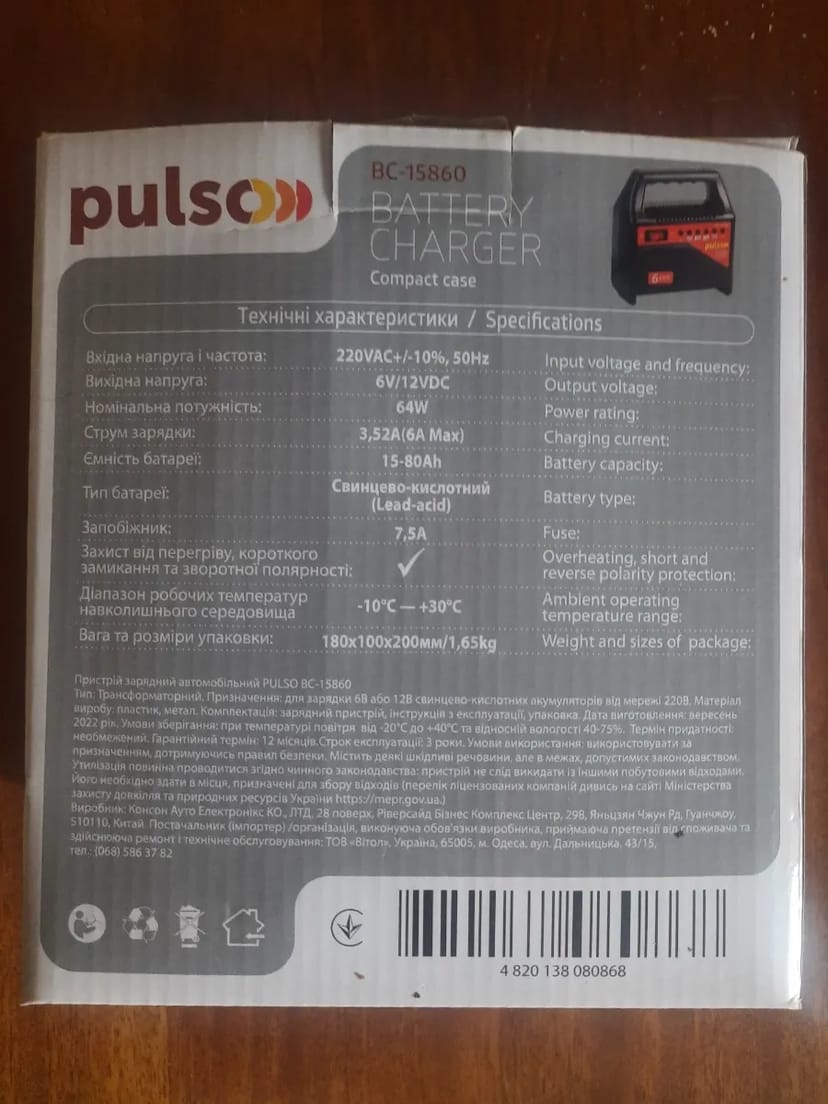 pulso
BC-15860
BATTERY
CHARGER
Compact case
Технічні характеристики / Specifications
Вхідна напруга і частота: 220VAC+/-10%, 50Hz Input voltage and frequency:
Вихідна напруга: 6V/12VDC Output voltage:
Номінальна потужність: 64W Power rating:
Струм зарядки: 3,52A(6A Max) Charging current:
Ємність батареї: 15-80Ah Battery capacity:
Тип батареї: Свинцево-кислотний Battery type:
(Lead-acid)
Запобіжник: 7,5A Fuse:
Захист від перегріву, короткого Overheating, short and
замикання та зворотної полярності: ✓ reverse polarity protection:
Діапазон робочих температур Ambient operating
навколишнього середовища -10°C — +30°C temperature range:
Вага та розміри упаковки: 180x100x200мм/1,65kg Weight and sizes of package:
Пристрій зарядний автомобільний PULSO BC-15860
Тип: Трансформаторний. Призначення: для зарядки 6В або 12В свинцево-кислотних акумуляторів від мережі 220В. Матеріал
виробу: пластик, метал. Комплектація: зарядний пристрій, інструкція з експлуатації, упаковка. Дата виготовлення: вересень
2022 рік. Умови зберігання: при температурі повітря від -20°C до +40°C та відносній вологості 40-75%. Термін придатності:
необмежений. Гарантійний термін: 12 місяців.Строк експлуатації: 3 роки. Умови використання: використовувати за
призначенням, дотримуючись правил безпеки. Містить деякі шкідливі речовини, але в межах, допустимих законодавством.
Утилізація повинна проводитися згідно чинного законодавства: пристрій не слід викидати із іншими побутовими відходами.
Його необхідно здати в місця, призначені для збору відходів (перелік ліцензованих компаній дивись на сайті Міністерства
захисту довкілля та природних ресурсів України https://mepr.gov.ua.)
Виробник: Консон Ауто Електронікс КО., ЛТД, 28 поверх, Ріверсайд Бізнес Комплекс Центр, 298, Яньцзян Чжун Рд, Гуанчжоу,
510110, Китай. Постачальник (імпортер) /організація, виконуюча обов'язки виробника, приймаюча претензії від споживача та
здійснююча ремонт і технічне обслуговування: ТОВ «Вітол», Україна, 65005, м. Одеса, вул. Дальницька, 43/15,
тел.: (068) 586 37 82
4 820 138 080868